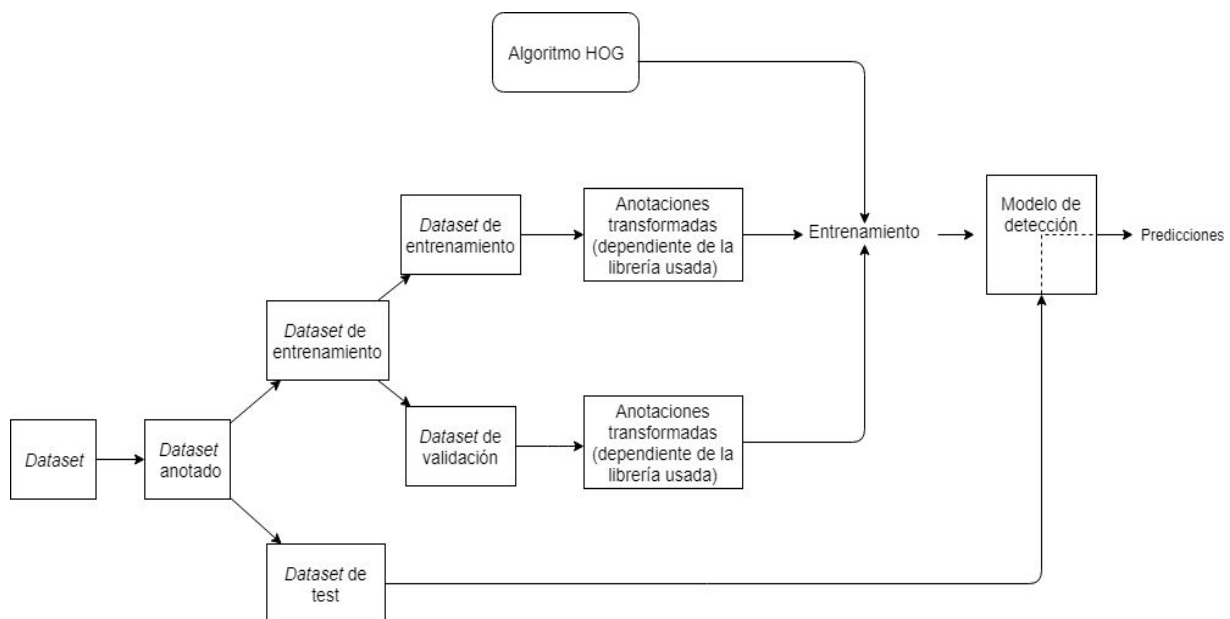 Algoritmo HOG
Dataset de
entrenamiento
Anotaciones
transformadas
(dependiente de la
librería usada)
Entrenamiento
Modelo de
detección
Predicciones
Dataset de
entrenamiento
Dataset
Dataset
anotado
Dataset de
validación
Anotaciones
transformadas
(dependiente de la
librería usada)
Dataset de
test